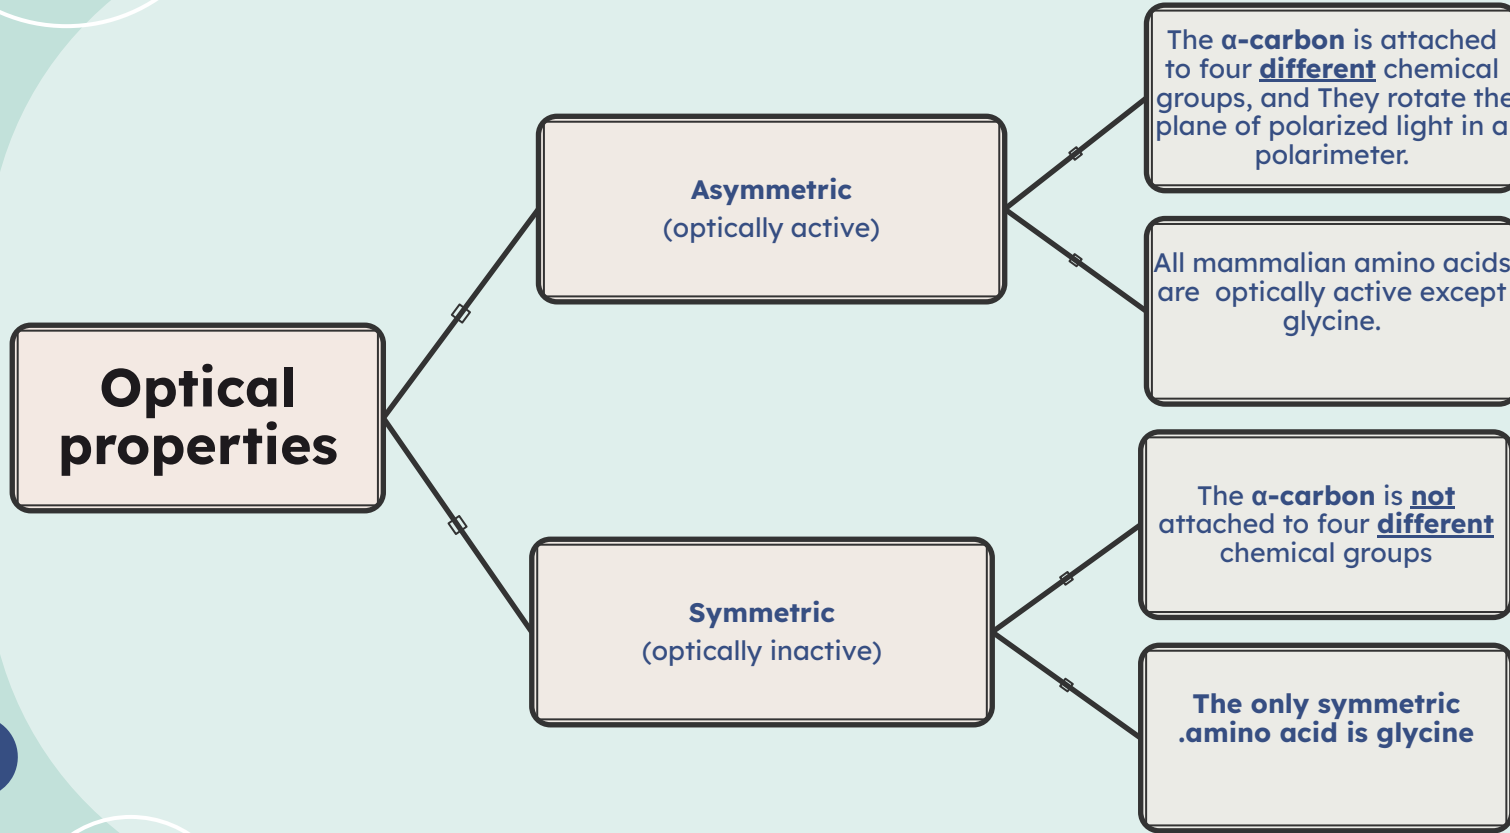 Optical
properties
Asymmetric
(optically active)
The α-carbon is attached
to four different chemical
groups, and They rotate the
plane of polarized light in a
polarimeter.
All mammalian amino acids
are  optically active except
glycine.
Symmetric
(optically inactive)
The α-carbon is not
attached to four different
chemical groups
The only symmetric
.amino acid is glycine